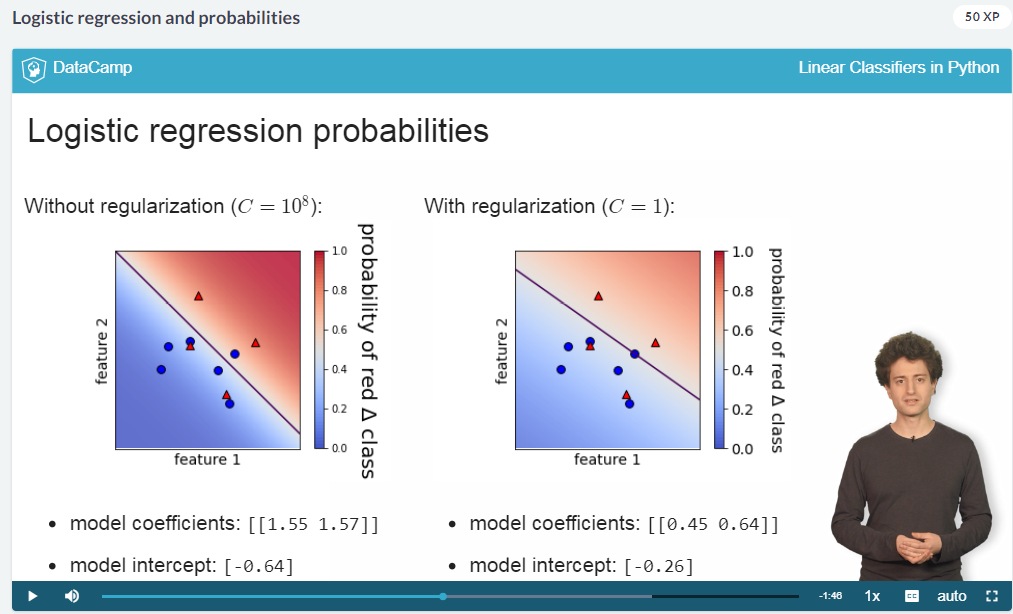 Logistic regression and probabilities
50 XP
DataCamp
Linear Classifiers in Python
Logistic regression probabilities
Without regularization (C = 10⁸):
With regularization (C = 1):
feature 2
feature 1
1.0
0.8
0.6
0.4
0.2
0.0
probability of red Δ class
feature 2
feature 1
1.0
0.8
0.6
0.4
0.2
0.0
probability of red Δ class
• model coefficients: [[1.55 1.57]]
• model intercept: [-0.64]
• model coefficients: [[0.45 0.64]]
• model intercept: [-0.26]
-1:46
1x
CC
auto